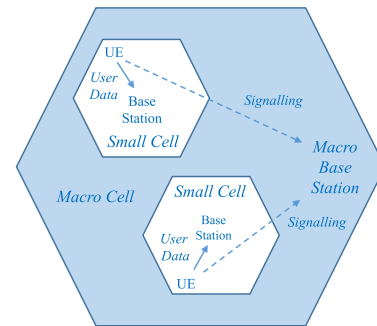 UE
User
Data
Base
Station
Small Cell
Signalling
Macro
Base
Station
Macro Cell
Small Cell
Base
Station
User
Data
UE
Signalling